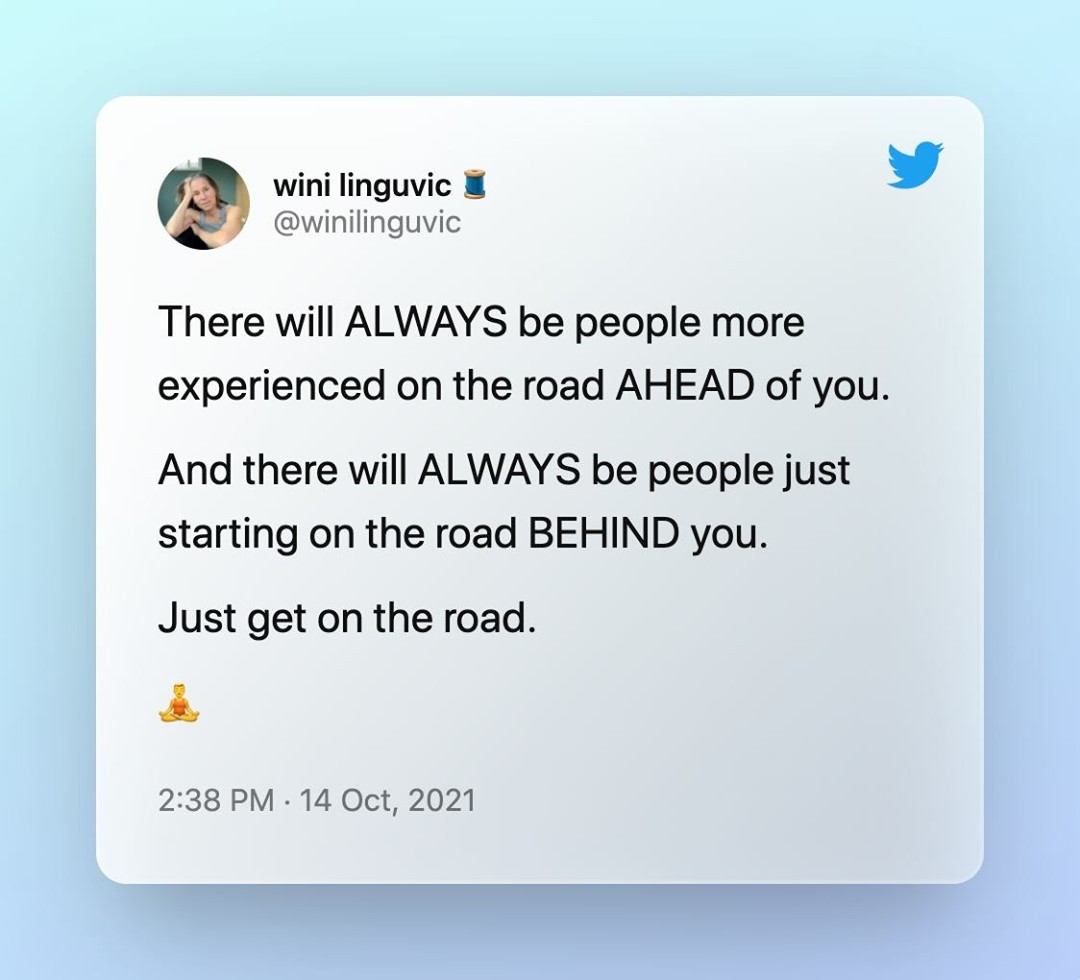 wini linguvic 🧵
@winilinguvic
There will ALWAYS be people more
experienced on the road AHEAD of you.
And there will ALWAYS be people just
starting on the road BEHIND you.
Just get on the road.
🧘
2:38 PM · 14 Oct, 2021